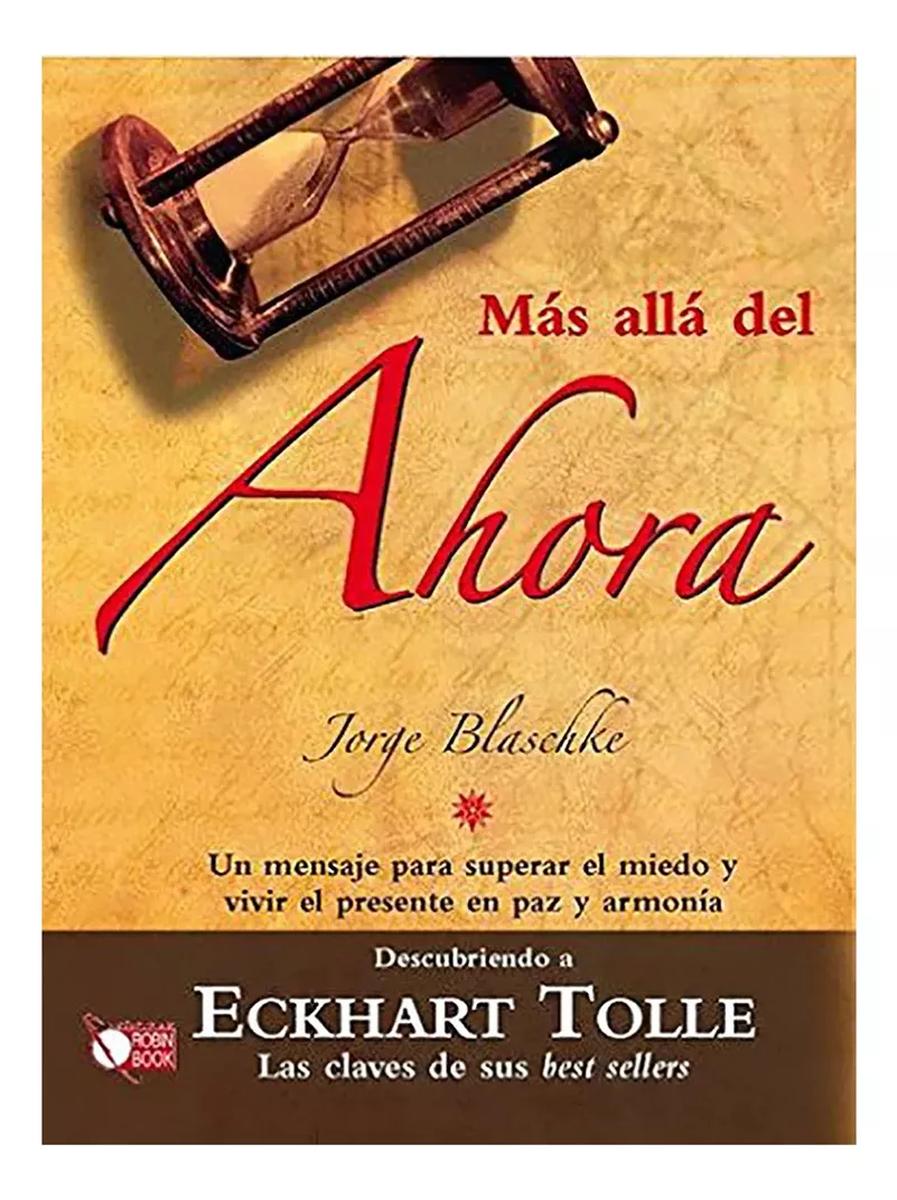 Más allá del
Ahora
Jorge Blaschke
Un mensaje para superar el miedo y
vivir el presente en paz y armonía
Descubriendo a
ECKHART TOLLE
Las claves de sus best sellers
ROBIN
BOOK